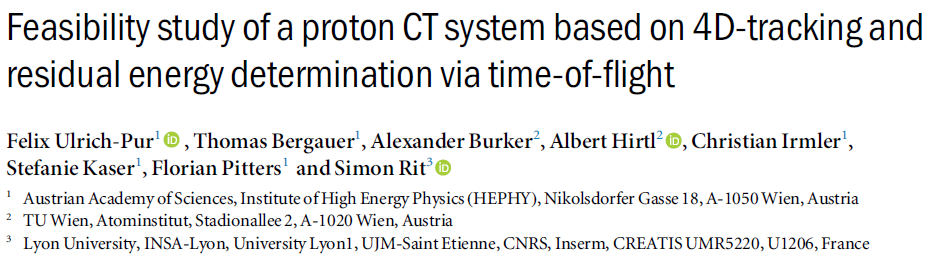 Feasibility study of a proton CT system based on 4D-tracking and
residual energy determination via time-of-flight
Felix Ulrich-Pur1 iD , Thomas Bergauer1, Alexander Burker2, Albert Hirtl2 iD, Christian Irmler1,
Stefanie Kaser1, Florian Pitters1 and Simon Rit3 iD
1 Austrian Academy of Sciences, Institute of High Energy Physics (HEPHY), Nikolsdorfer Gasse 18, A-1050 Wien, Austria
2 TU Wien, Atominstitut, Stadionallee 2, A-1020 Wien, Austria
3 Lyon University, INSA-Lyon, University Lyon1, UJM-Saint Etienne, CNRS, Inserm, CREATIS UMR5220, U1206, France